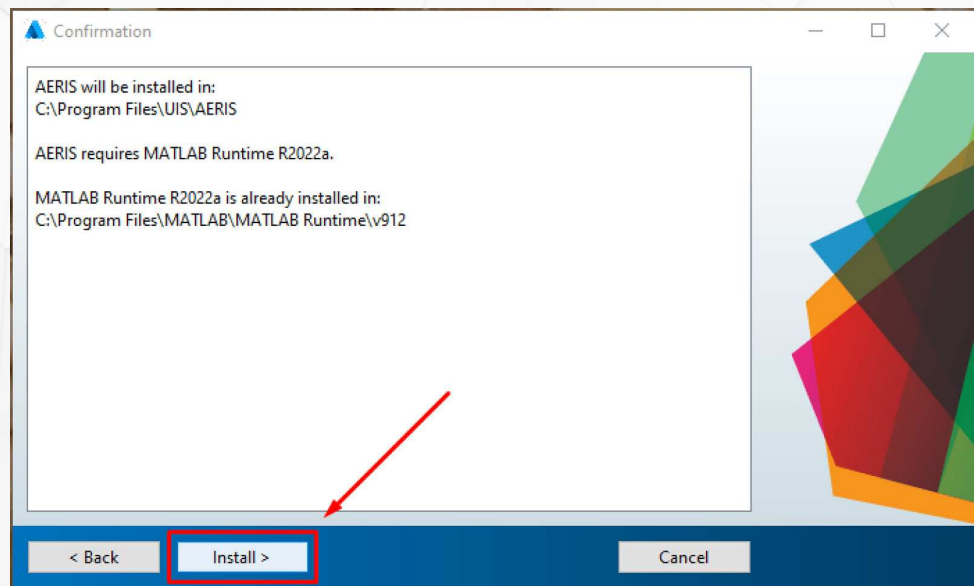 Confirmation
AERIS will be installed in:
C:\Program Files\UIS\AERIS
AERIS requires MATLAB Runtime R2022a.
MATLAB Runtime R2022a is already installed in:
C:\Program Files\MATLAB\MATLAB Runtime\v912
< Back
Install >
Cancel